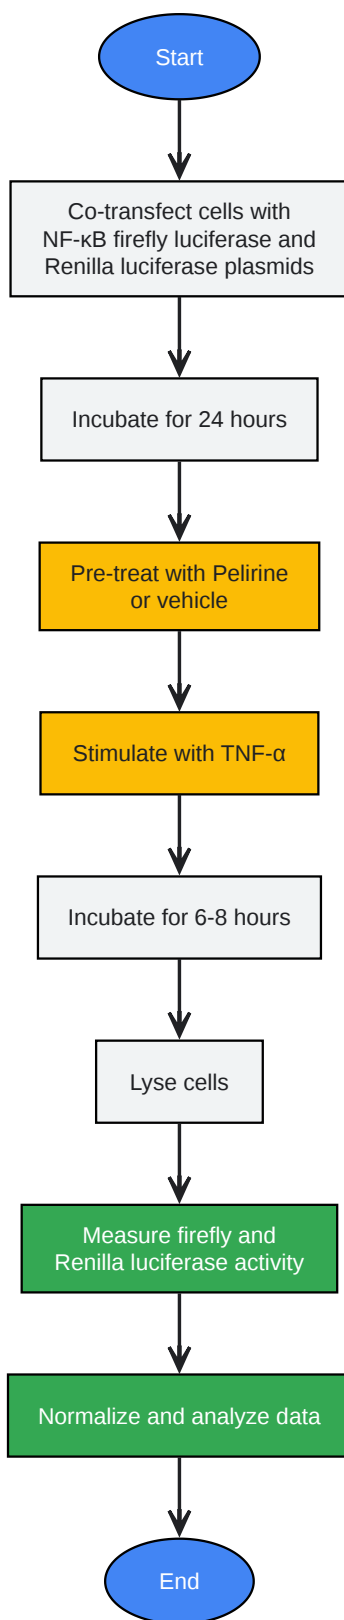 Start
Co-transfect cells with
NF-κB firefly luciferase and
Renilla luciferase plasmids
Incubate for 24 hours
Pre-treat with Pelirine
or vehicle
Stimulate with TNF-α
Incubate for 6-8 hours
Lyse cells
Measure firefly and
Renilla luciferase activity
Normalize and analyze data
End